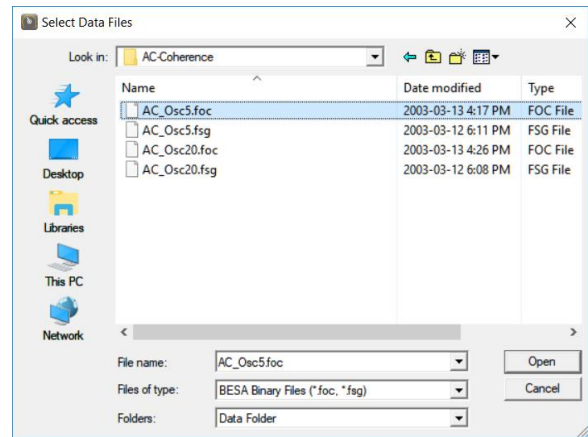 Select Data Files
Look in: AC-Coherence
Name Date modified Type
AC_Osc5.foc 2003-03-13 4:17 PM FOC File
AC_Osc5.fsg 2003-03-12 6:11 PM FSG File
AC_Osc20.foc 2003-03-13 4:26 PM FOC File
AC_Osc20.fsg 2003-03-12 6:08 PM FSG File
Quick access
Desktop
Libraries
This PC
Network
File name: AC_Osc5.foc Open
Files of type: BESA Binary Files (*.foc, *.fsg) Cancel
Folders: Data Folder